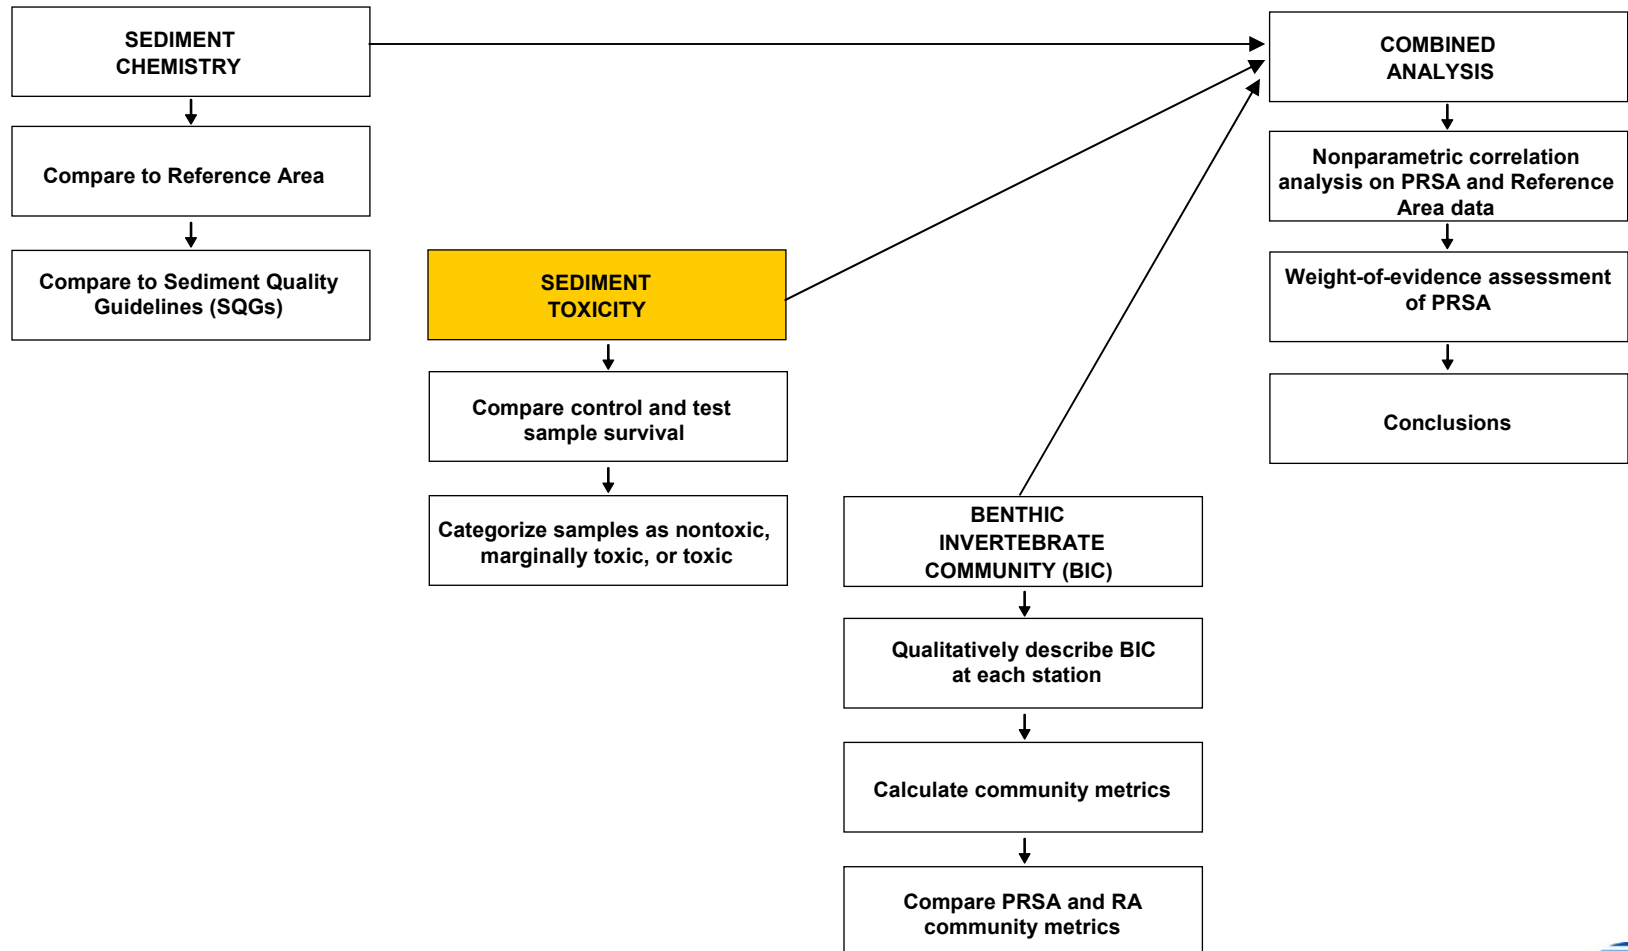 SEDIMENT
CHEMISTRY
Compare to Reference Area
Compare to Sediment Quality
Guidelines (SQGs)
SEDIMENT
TOXICITY
Compare control and test
sample survival
Categorize samples as nontoxic,
marginally toxic, or toxic
BENTHIC
INVERTEBRATE
COMMUNITY (BIC)
Qualitatively describe BIC
at each station
Calculate community metrics
Compare PRSA and RA
community metrics
COMBINED
ANALYSIS
Nonparametric correlation
analysis on PRSA and Reference
Area data
Weight-of-evidence assessment
of PRSA
Conclusions